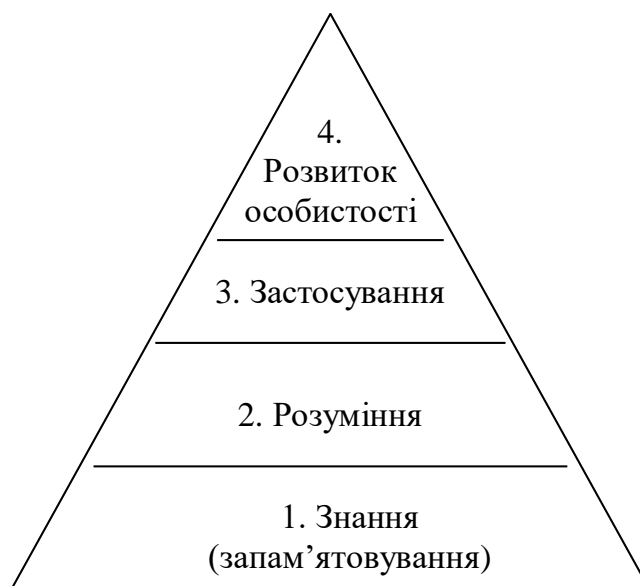 4.
Розвиток
особистості
3. Застосування
2. Розуміння
1. Знання
(запам’ятовування)